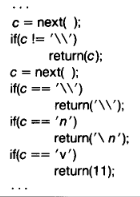 . . .
c = next( );
if(c != '\\')
return(c);
c = next( );
if(c == '\\')
return('\\');
if(c == 'n')
return('\ n');
if(c == 'v')
return(11);
. . .